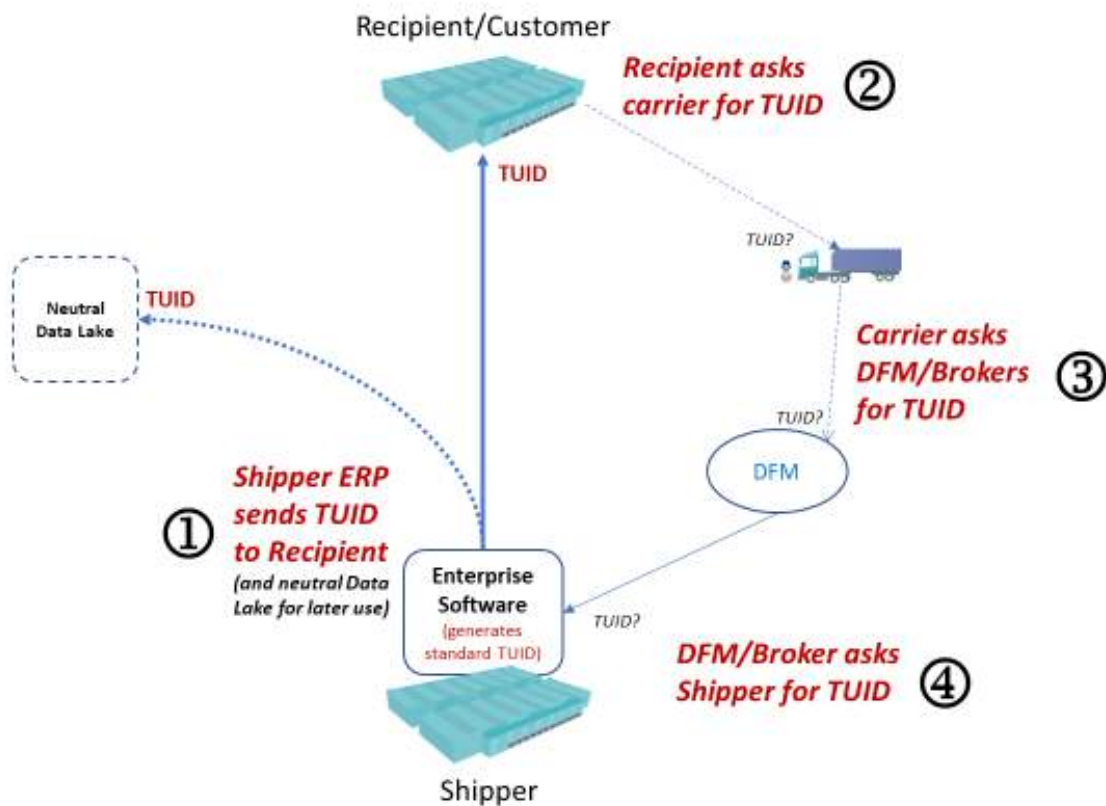 Recipient/Customer
Recipient asks
carrier for TUID
②
TUID
TUID?
Neutral
Data Lake
TUID
Carrier asks
DFM/Brokers
for TUID
③
TUID?
DFM
①
Shipper ERP
sends TUID
to Recipient
(and neutral Data
Lake for later use)
Enterprise
Software
(generates
standard TUID)
TUID?
DFM/Broker asks
Shipper for TUID
④
Shipper